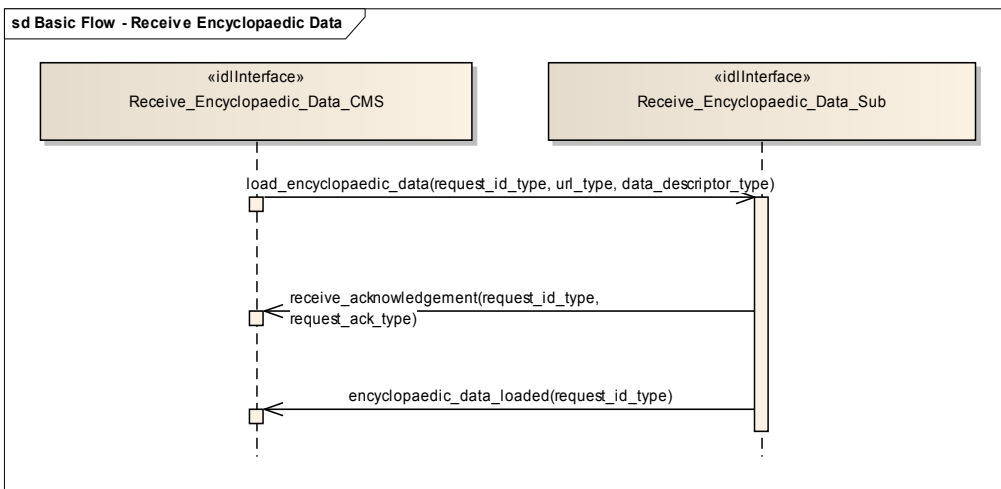 sd Basic Flow - Receive Encyclopaedic Data
«idlInterface»
Receive_Encyclopaedic_Data_CMS
«idlInterface»
Receive_Encyclopaedic_Data_Sub
load_encyclopaedic_data(request_id_type, url_type, data_descriptor_type)
receive_acknowledgement(request_id_type,
request_ack_type)
encyclopaedic_data_loaded(request_id_type)